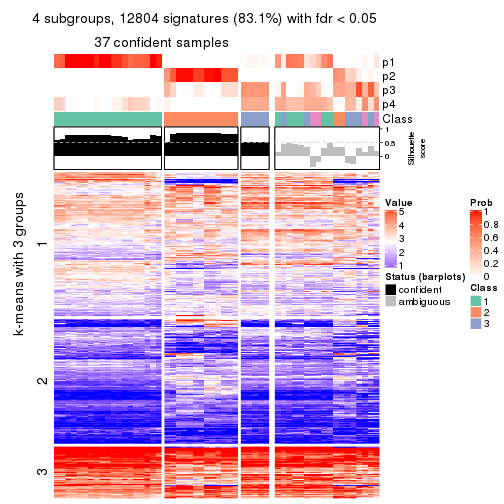 4 subgroups, 12804 signatures (83.1%) with fdr < 0.05
37 confident samples
p1
p2
p3
p4
Class
1
0.5
0
Silhouette
score
k-means with 3 groups
1
2
3
Value
5
4
3
2
1
Status (barplots)
confident
ambiguous
Prob
1
0.8
0.6
0.4
0.2
0
Class
1
2
3